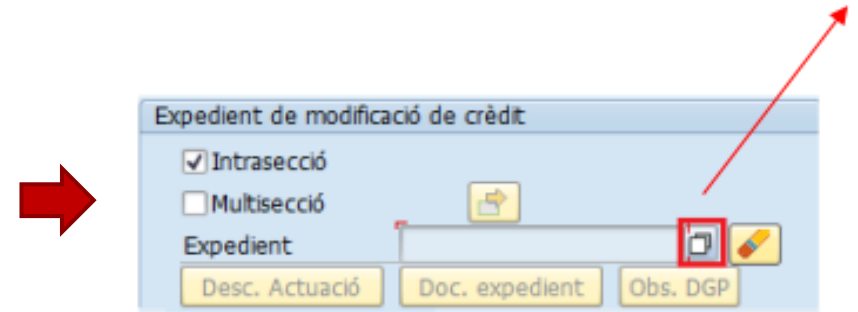 Expedient de modificació de crèdit
Intrasecció
Multisecció
Expedient
Desc. Actuació Doc. expedient Obs. DGP